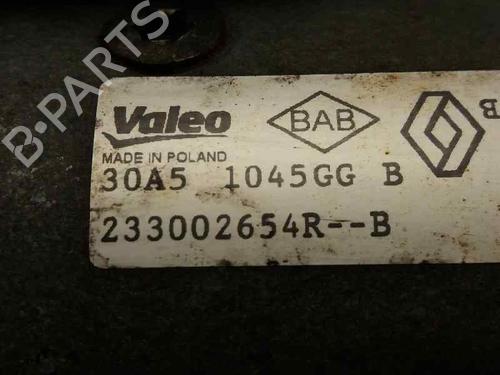 Valeo
BAB
B
MADE IN POLAND
30A5 1045GG B
233002654R--B
B-PARTS